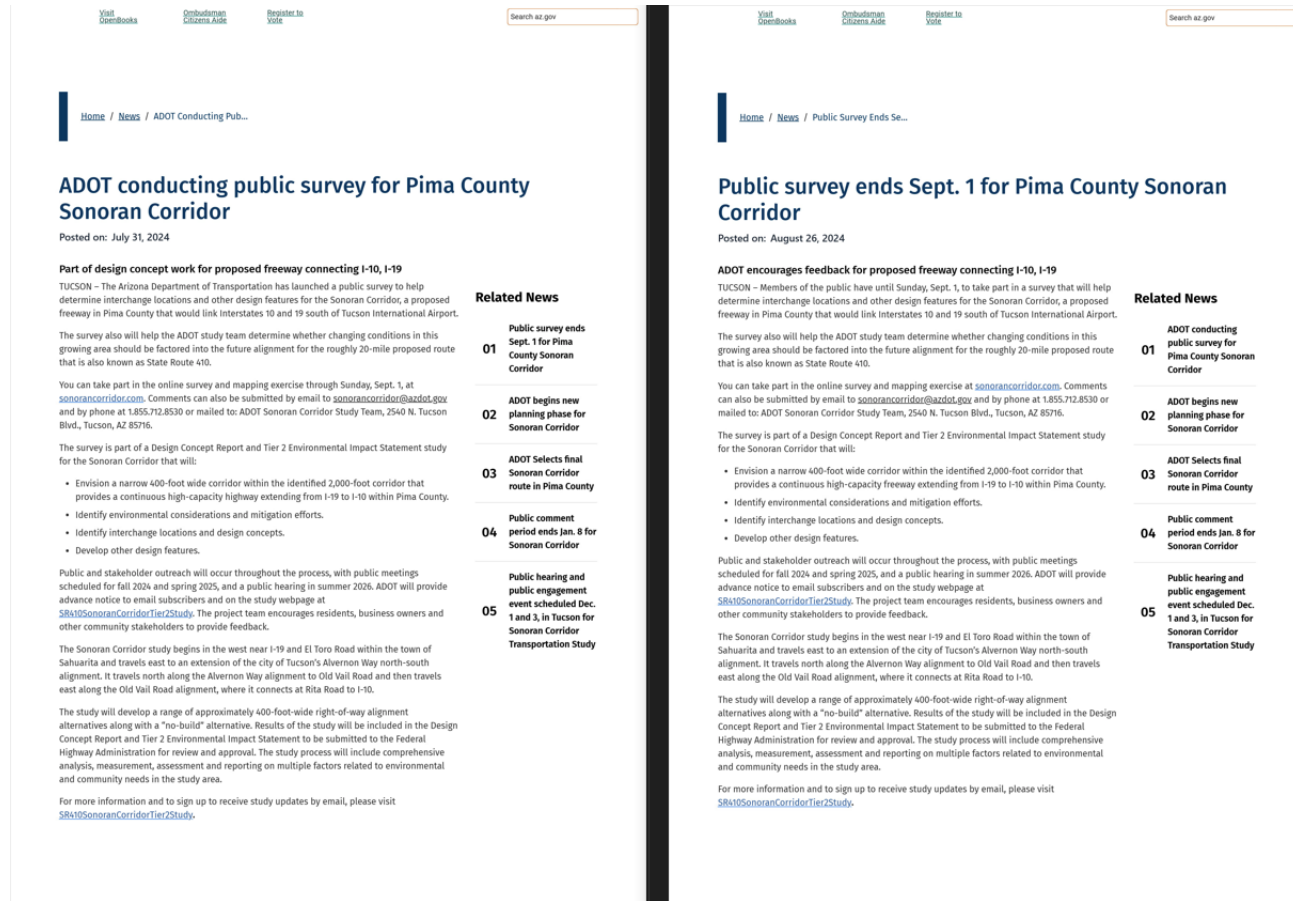 Visit
OpenBooks
Ombudsman
Citizens Aide
Register to
Vote
Search az.gov
Home / News / ADOT Conducting Pub...
ADOT conducting public survey for Pima County
Sonoran Corridor
Posted on: July 31, 2024
Part of design concept work for proposed freeway connecting I-10, I-19
TUCSON – The Arizona Department of Transportation has launched a public survey to help
determine interchange locations and other design features for the Sonoran Corridor, a proposed
freeway in Pima County that would link Interstates 10 and 19 south of Tucson International Airport.
The survey also will help the ADOT study team determine whether changing conditions in this
growing area should be factored into the future alignment for the roughly 20-mile proposed route
that is also known as State Route 410.
You can take part in the online survey and mapping exercise through Sunday, Sept. 1, at
sonorancorridor.com. Comments can also be submitted by email to sonorancorridor@azdot.gov
and by phone at 1.855.712.8530 or mailed to: ADOT Sonoran Corridor Study Team, 2540 N. Tucson
Blvd., Tucson, AZ 85716.
The survey is part of a Design Concept Report and Tier 2 Environmental Impact Statement study
for the Sonoran Corridor that will:
• Envision a narrow 400-foot wide corridor within the identified 2,000-foot corridor that
provides a continuous high-capacity highway extending from I-19 to I-10 within Pima County.
• Identify environmental considerations and mitigation efforts.
• Identify interchange locations and design concepts.
• Develop other design features.
Public and stakeholder outreach will occur throughout the process, with public meetings
scheduled for fall 2024 and spring 2025, and a public hearing in summer 2026. ADOT will provide
advance notice to email subscribers and on the study webpage at
SR410SonoranCorridorTier2Study. The project team encourages residents, business owners and
other community stakeholders to provide feedback.
The Sonoran Corridor study begins in the west near I-19 and El Toro Road within the town of
Sahuarita and travels east to an extension of the city of Tucson's Alvernon Way north-south
alignment. It travels north along the Alvernon Way alignment to Old Vail Road and then travels
east along the Old Vail Road alignment, where it connects at Rita Road to I-10.
The study will develop a range of approximately 400-foot-wide right-of-way alignment
alternatives along with a "no-build" alternative. Results of the study will be included in the Design
Concept Report and Tier 2 Environmental Impact Statement to be submitted to the Federal
Highway Administration for review and approval. The study process will include comprehensive
analysis, measurement, assessment and reporting on multiple factors related to environmental
and community needs in the study area.
For more information and to sign up to receive study updates by email, please visit
SR410SonoranCorridorTier2Study.
Related News
01
Public survey ends
Sept. 1 for Pima
County Sonoran
Corridor
02
ADOT begins new
planning phase for
Sonoran Corridor
03
ADOT Selects final
Sonoran Corridor
route in Pima County
04
Public comment
period ends Jan. 8 for
Sonoran Corridor
05
Public hearing and
public engagement
event scheduled Dec.
1 and 3, in Tucson for
Sonoran Corridor
Transportation Study
Visit
OpenBooks
Ombudsman
Citizens Aide
Register to
Vote
Search az.gov
Home / News / Public Survey Ends Se...
Public survey ends Sept. 1 for Pima County Sonoran
Corridor
Posted on: August 26, 2024
ADOT encourages feedback for proposed freeway connecting I-10, I-19
TUCSON – Members of the public have until Sunday, Sept. 1, to take part in a survey that will help
determine interchange locations and other design features for the Sonoran Corridor, a proposed
freeway in Pima County that would link Interstates 10 and 19 south of Tucson International Airport.
The survey also will help the ADOT study team determine whether changing conditions in this
growing area should be factored into the future alignment for the roughly 20-mile proposed route
that is also known as State Route 410.
You can take part in the online survey and mapping exercise at sonorancorridor.com. Comments
can also be submitted by email to sonorancorridor@azdot.gov and by phone at 1.855.712.8530 or
mailed to: ADOT Sonoran Corridor Study Team, 2540 N. Tucson Blvd., Tucson, AZ 85716.
The survey is part of a Design Concept Report and Tier 2 Environmental Impact Statement study
for the Sonoran Corridor that will:
• Envision a narrow 400-foot wide corridor within the identified 2,000-foot corridor that
provides a continuous high-capacity freeway extending from I-19 to I-10 within Pima County.
• Identify environmental considerations and mitigation efforts.
• Identify interchange locations and design concepts.
• Develop other design features.
Public and stakeholder outreach will occur throughout the process, with public meetings
scheduled for fall 2024 and spring 2025, and a public hearing in summer 2026. ADOT will provide
advance notice to email subscribers and on the study webpage at
SR410SonoranCorridorTier2Study. The project team encourages residents, business owners and
other community stakeholders to provide feedback.
The Sonoran Corridor study begins in the west near I-19 and El Toro Road within the town of
Sahuarita and travels east to an extension of the city of Tucson's Alvernon Way north-south
alignment. It travels north along the Alvernon Way alignment to Old Vail Road and then travels
east along the Old Vail Road alignment, where it connects at Rita Road to I-10.
The study will develop a range of approximately 400-foot-wide right-of-way alignment
alternatives along with a "no-build" alternative. Results of the study will be included in the Design
Concept Report and Tier 2 Environmental Impact Statement to be submitted to the Federal
Highway Administration for review and approval. The study process will include comprehensive
analysis, measurement, assessment and reporting on multiple factors related to environmental
and community needs in the study area.
For more information and to sign up to receive study updates by email, please visit
SR410SonoranCorridorTier2Study.
Related News
01
ADOT conducting
public survey for
Pima County Sonoran
Corridor
02
ADOT begins new
planning phase for
Sonoran Corridor
03
ADOT Selects final
Sonoran Corridor
route in Pima County
04
Public comment
period ends Jan. 8 for
Sonoran Corridor
05
Public hearing and
public engagement
event scheduled Dec.
1 and 3, in Tucson for
Sonoran Corridor
Transportation Study